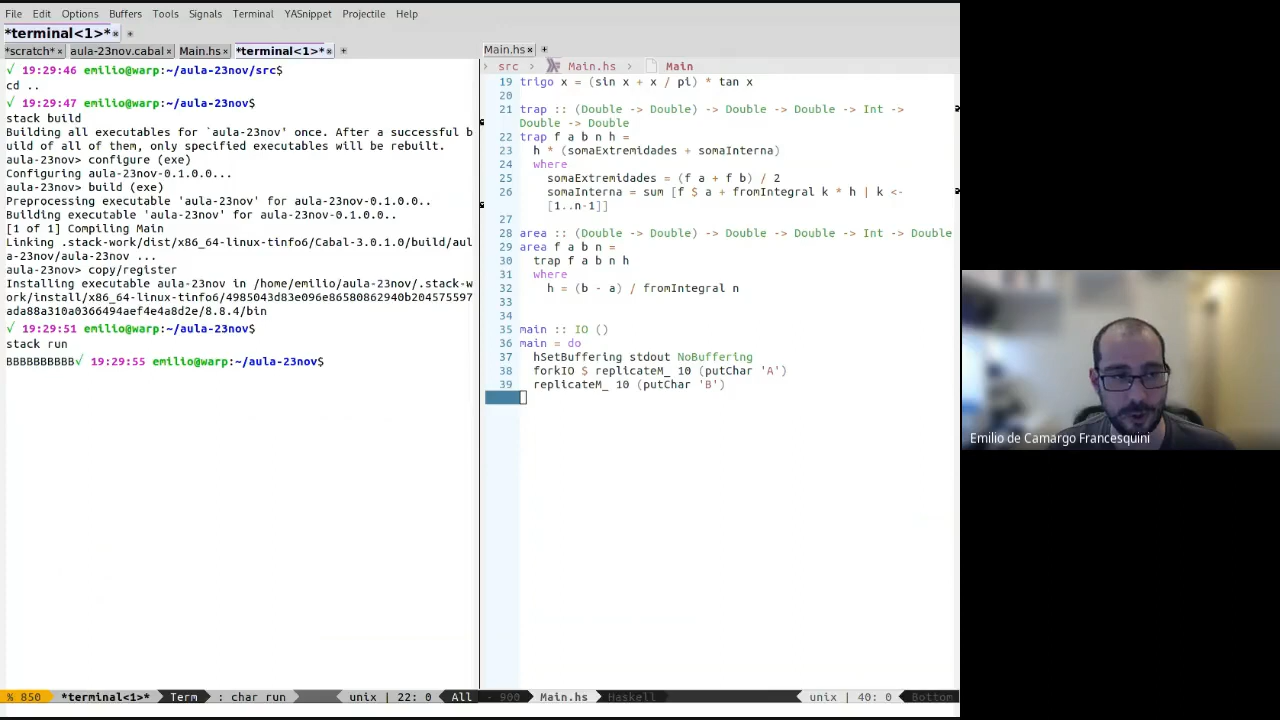 File Edit Options Buffers Tools Signals Terminal YASnippet Projectile Help
*terminal<1>*
*scratch* aula-23nov.cabal Main.hs *terminal<1>*
√ 19:29:46 emilio@warp:~/aula-23nov/src$
cd ..
√ 19:29:47 emilio@warp:~/aula-23nov$
stack build
Building all executables for `aula-23nov' once. After a successful b
uild of all of them, only specified executables will be rebuilt.
aula-23nov> configure (exe)
Configuring aula-23nov-0.1.0.0...
aula-23nov> build (exe)
Preprocessing executable 'aula-23nov' for aula-23nov-0.1.0.0..
Building executable 'aula-23nov' for aula-23nov-0.1.0.0..
[1 of 1] Compiling Main
Linking .stack-work/dist/x86_64-linux-tinfo6/Cabal-3.0.1.0/build/aul
a-23nov/aula-23nov ...
aula-23nov> copy/register
Installing executable aula-23nov in /home/emilio/aula-23nov/.stack-w
ork/install/x86_64-linux-tinfo6/4985043d83e096e86580862940b204575597
ada88a310a0366494aef4e4a8d2e/8.8.4/bin
√ 19:29:51 emilio@warp:~/aula-23nov$
stack run
BBBBBBBBBB√ 19:29:55 emilio@warp:~/aula-23nov$
% 850 *terminal<1>* Term : char run unix | 22: 0 All
Main.hs
src › Main.hs › Main
19 trigo x = (sin x + x / pi) * tan x
20
21 trap :: (Double -> Double) -> Double -> Double -> Int ->
Double -> Double
22 trap f a b n h =
23 h * (somaExtremidades + somaInterna)
24 where
25 somaExtremidades = (f a + f b) / 2
26 somaInterna = sum [f $ a + fromIntegral k * h | k <-
[1..n-1]]
27
28 area :: (Double -> Double) -> Double -> Double -> Int -> Double
29 area f a b n =
30 trap f a b n h
31 where
32 h = (b - a) / fromIntegral n
33
34
35 main :: IO ()
36 main = do
37 hSetBuffering stdout NoBuffering
38 forkIO $ replicateM_ 10 (putChar 'A')
39 replicateM_ 10 (putChar 'B')
- 900 Main.hs Haskell unix | 40: 0 Bottom
Emilio de Camargo Francesquini